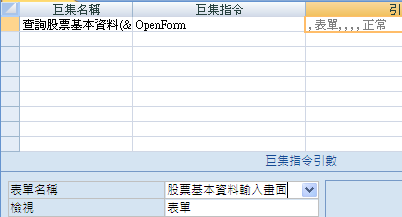 巨集名稱 巨集指令 引
查詢股票基本資料(& OpenForm , 表單, , , , 正常
巨集指令引數
表單名稱 股票基本資料輸入畫面
檢視 表單